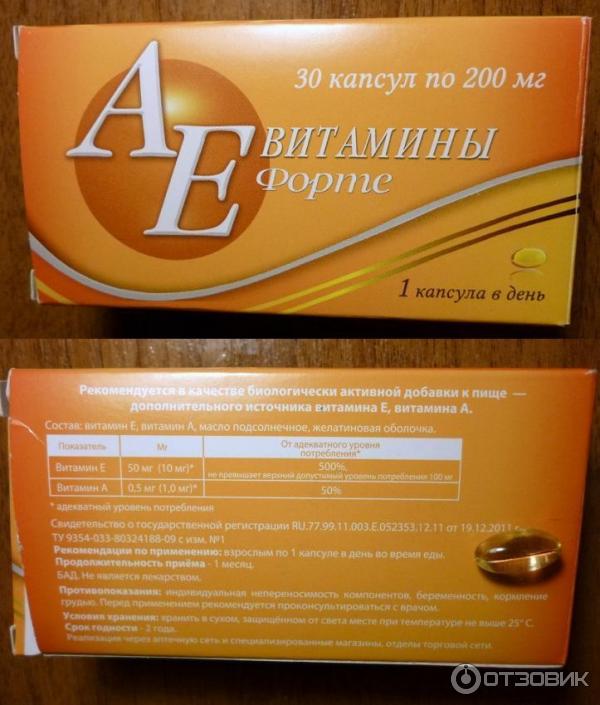 30 капсул по 200 мг
АЕ ВИТАМИНЫ
Форте
1 капсула в день
Рекомендуется в качестве биологически активной добавки к пище —
дополнительного источника витамина Е, витамина А.
Состав: витамин Е, витамин А, масло подсолнечное, желатиновая оболочка.
Показатель Мг От адекватного уровня
потребления*
Витамин Е 50 мг (10 мг)* 500%,
не превышает верхний допустимый уровень потребления 100 мг
Витамин А 0,5 мг (1,0 мг)* 50%
* адекватный уровень потребления
Свидетельство о государственной регистрации RU.77.99.11.003.Е.052353.12.11 от 19.12.2011 г.
ТУ 9354-033-80324188-09 с изм. №1
Рекомендации по применению: взрослым по 1 капсуле в день во время еды.
Продолжительность приёма - 1 месяц.
БАД. Не является лекарством.
Противопоказания: индивидуальная непереносимость компонентов, беременность, кормление
грудью. Перед применением рекомендуется проконсультироваться с врачом.
Условия хранения: хранить в сухом, защищённом от света месте при температуре не выше 25° С.
Срок годности - 2 года.
Реализация через аптечную сеть и специализированные магазины, отделы торговой сети.
ОТЗОВИК